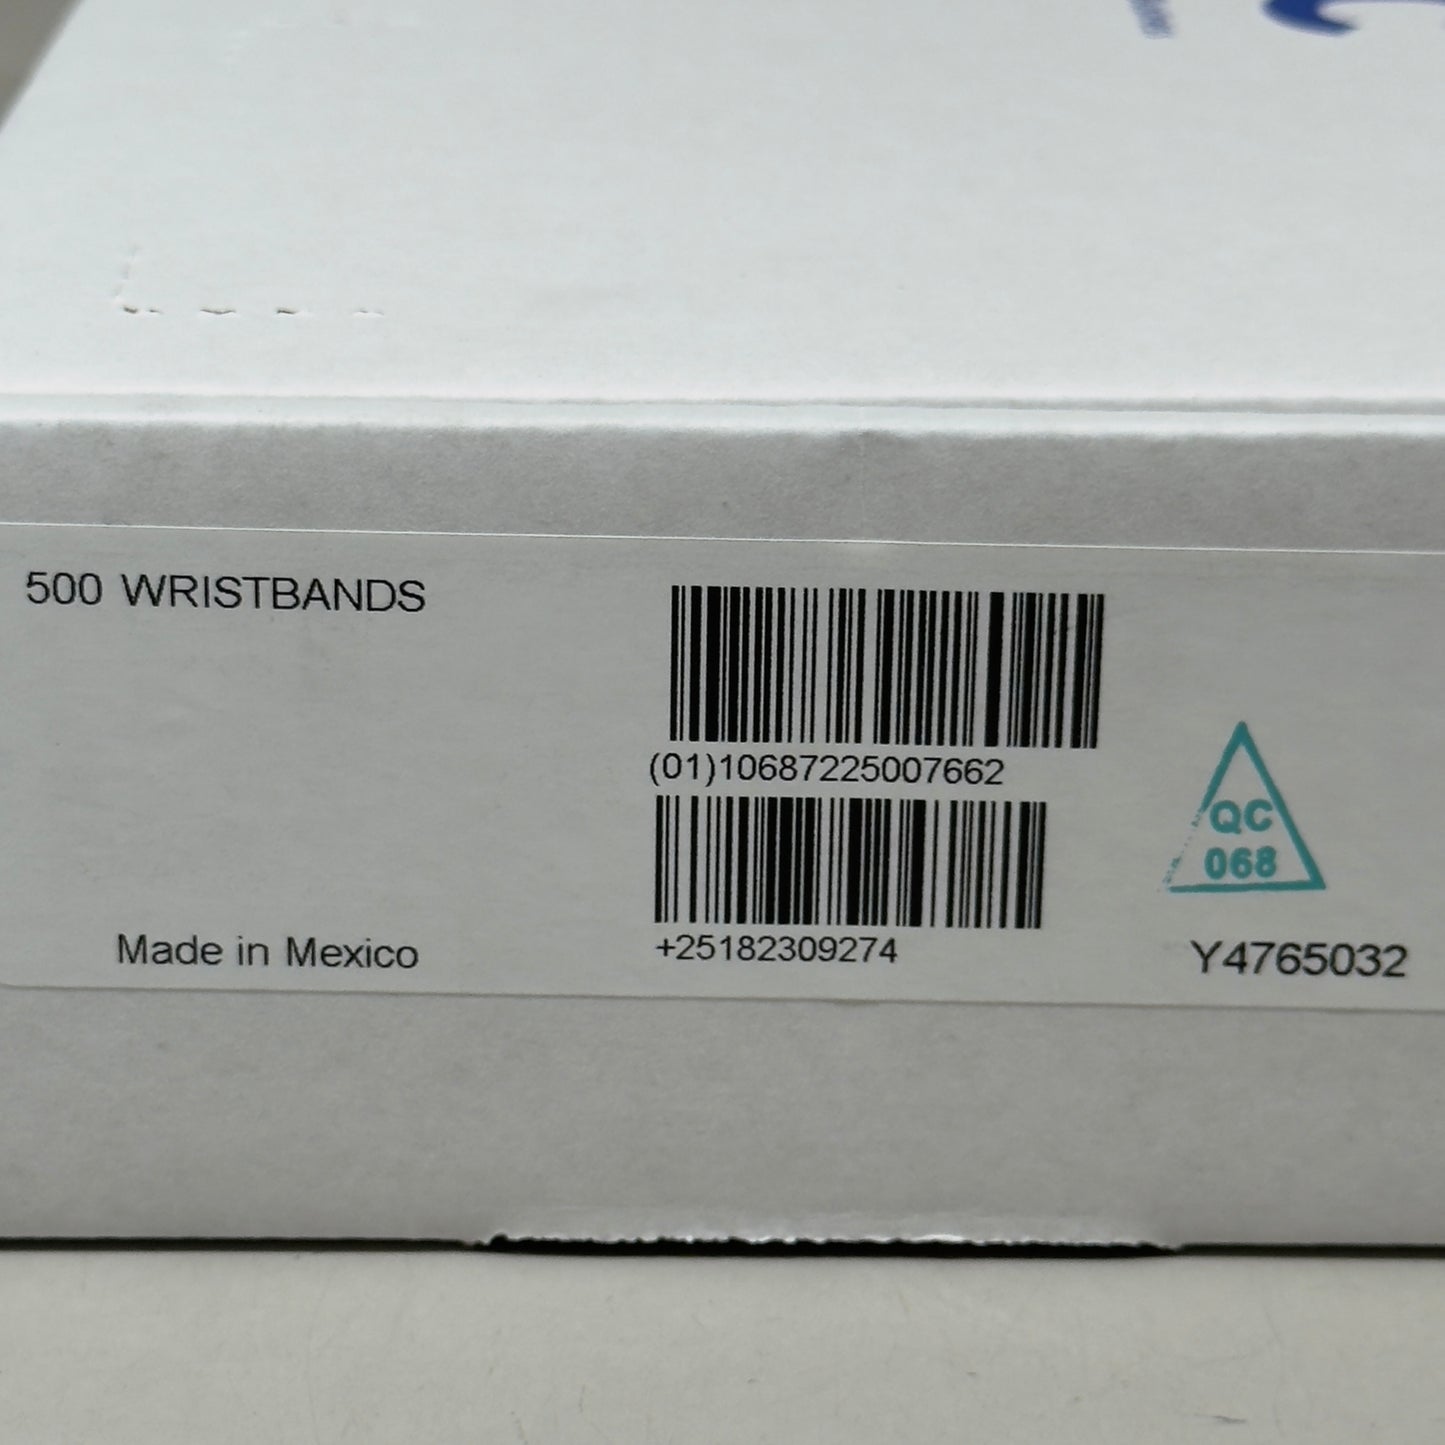 500 WRISTBANDS
(01)10687225007662
QC
068
+25182309274
Made in Mexico
Y4765032